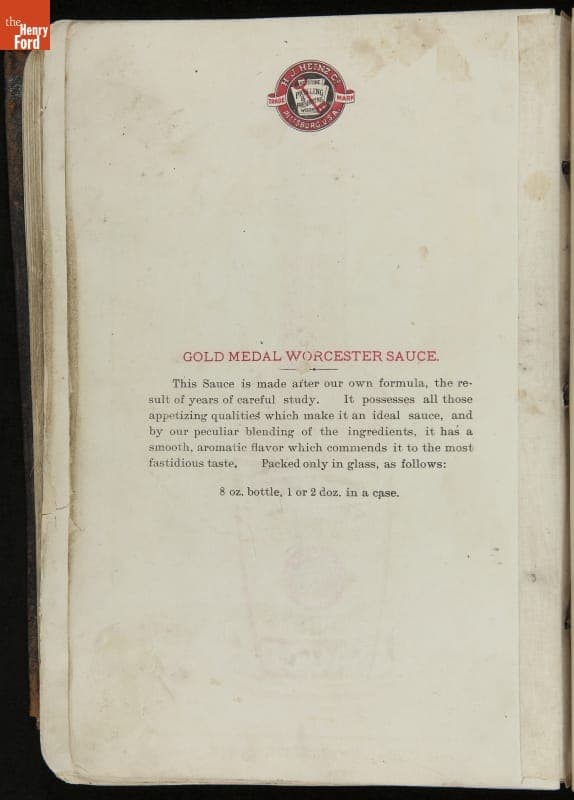 the
Henry
Ford
H. J. HEINZ CO.
KEYSTONE
PICKLING
&
PRESERVING
WORKS
TRADE MARK
PITTSBURG, U.S.A.
GOLD MEDAL WORCESTER SAUCE.
This Sauce is made after our own formula, the re-
sult of years of careful study. It possesses all those
appetizing qualities which make it an ideal sauce, and
by our peculiar blending of the ingredients, it has a
smooth, aromatic flavor which commends it to the most
fastidious taste. Packed only in glass, as follows:
8 oz. bottle, 1 or 2 doz. in a case.